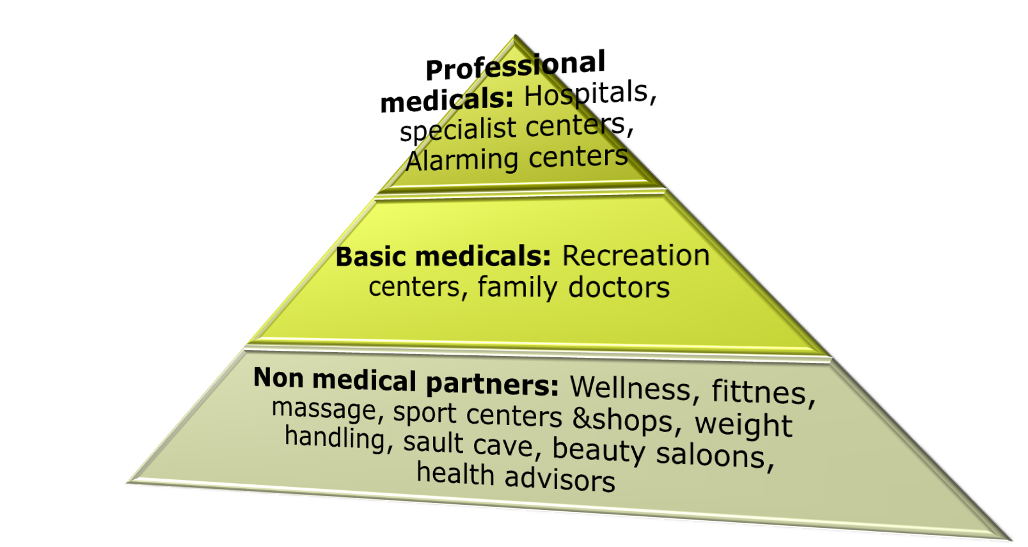 Professional
medicals: Hospitals,
specialist centers,
Alarming centers
Basic medicals: Recreation
centers, family doctors
Non medical partners: Wellness, fittnes,
massage, sport centers &shops, weight
handling, sault cave, beauty saloons,
health advisors